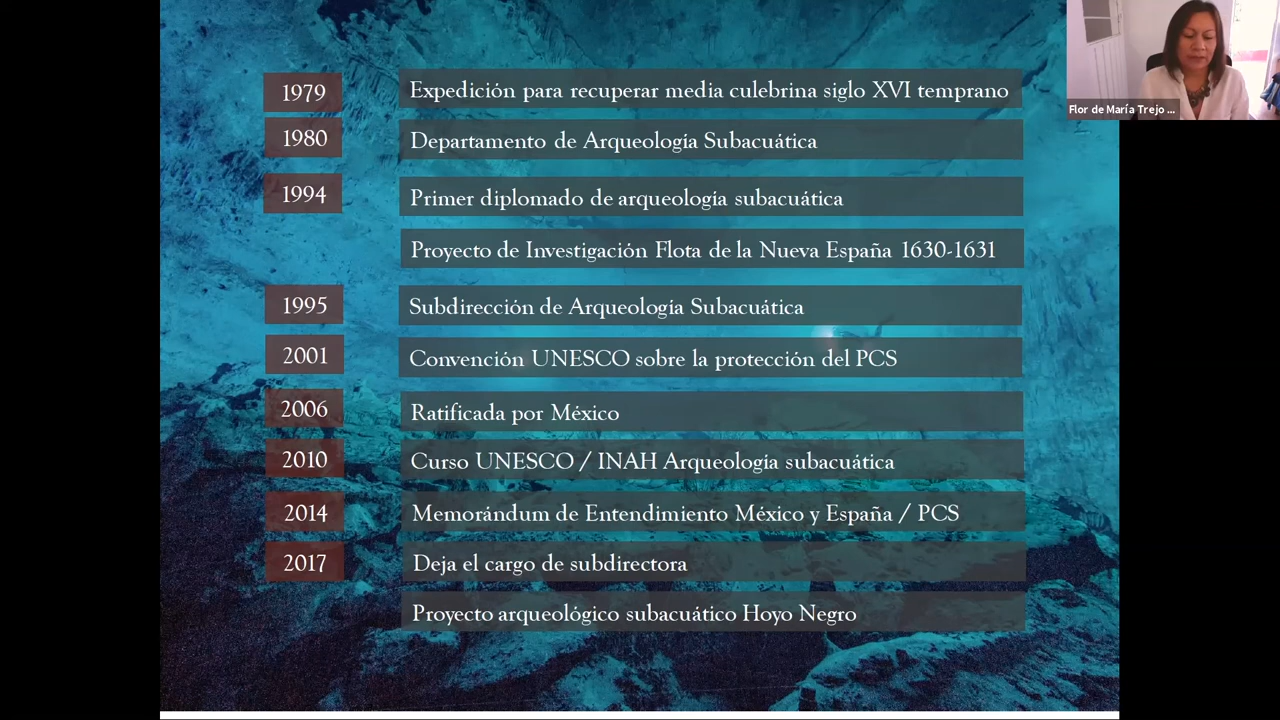 1979 Expedición para recuperar media culebrina siglo XVI temprano
1980 Departamento de Arqueología Subacuática
1994 Primer diplomado de arqueología subacuática
Proyecto de Investigación Flota de la Nueva España 1630-1631
1995 Subdirección de Arqueología Subacuática
2001 Convención UNESCO sobre la protección del PCS
2006 Ratificada por México
2010 Curso UNESCO / INAH Arqueología subacuática
2014 Memorándum de Entendimiento México y España / PCS
2017 Deja el cargo de subdirectora
Proyecto arqueológico subacuático Hoyo Negro
Flor de María Trejo ...